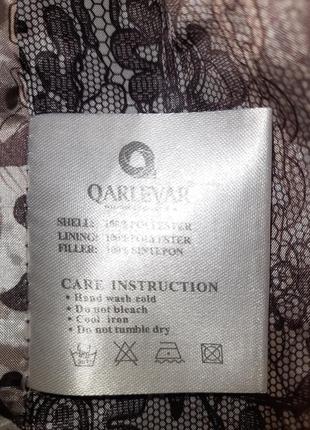 QARLEVAR
SHELL: 100% POLYESTER
LINING: 100% POLYESTER
FILLER: 100% SINTEPON
CARE INSTRUCTION
• Hand wash cold
• Do not bleach
• Cool iron
• Do not tumble dry